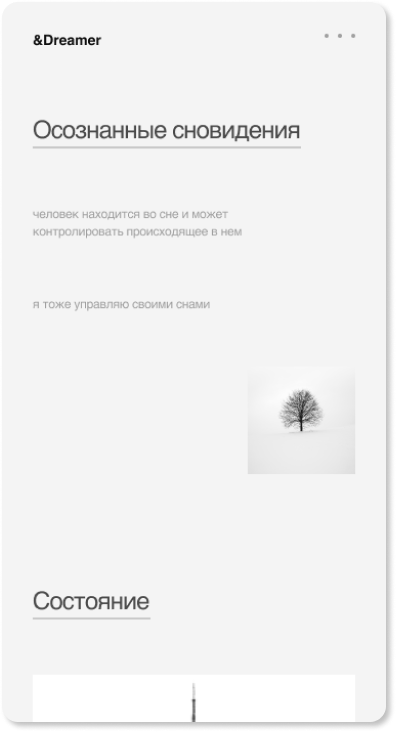 &Dreamer
Осознанные сновидения
человек находится во сне и может
контролировать происходящее в нем
я тоже управляю своими снами
Состояние